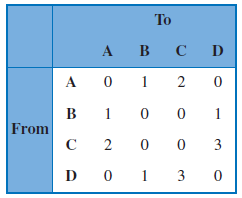 To
A B C D
A 0 1 2 0
B 1 0 0 1
From
C 2 0 0 3
D 0 1 3 0